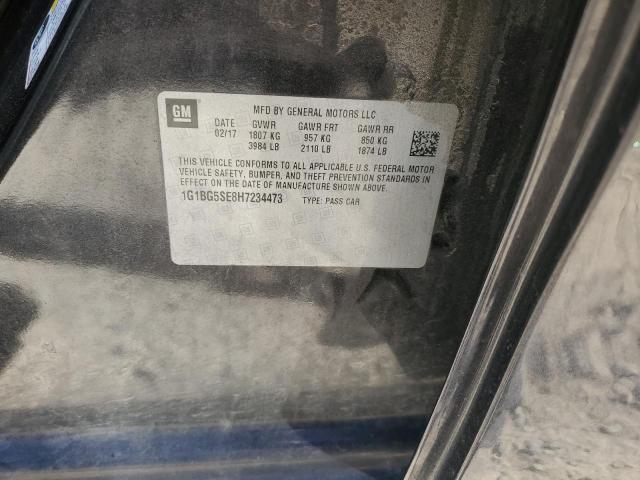 GM
MFD BY GENERAL MOTORS LLC
DATE GVWR GAWR FRT GAWR RR
02/17 1807 KG 957 KG 850 KG
3984 LB 2110 LB 1874 LB
THIS VEHICLE CONFORMS TO ALL APPLICABLE U.S. FEDERAL MOTOR
VEHICLE SAFETY, BUMPER, AND THEFT PREVENTION STANDARDS IN
EFFECT ON THE DATE OF MANUFACTURE SHOWN ABOVE.
1G1BG5SE8H7234473 TYPE: PASS CAR